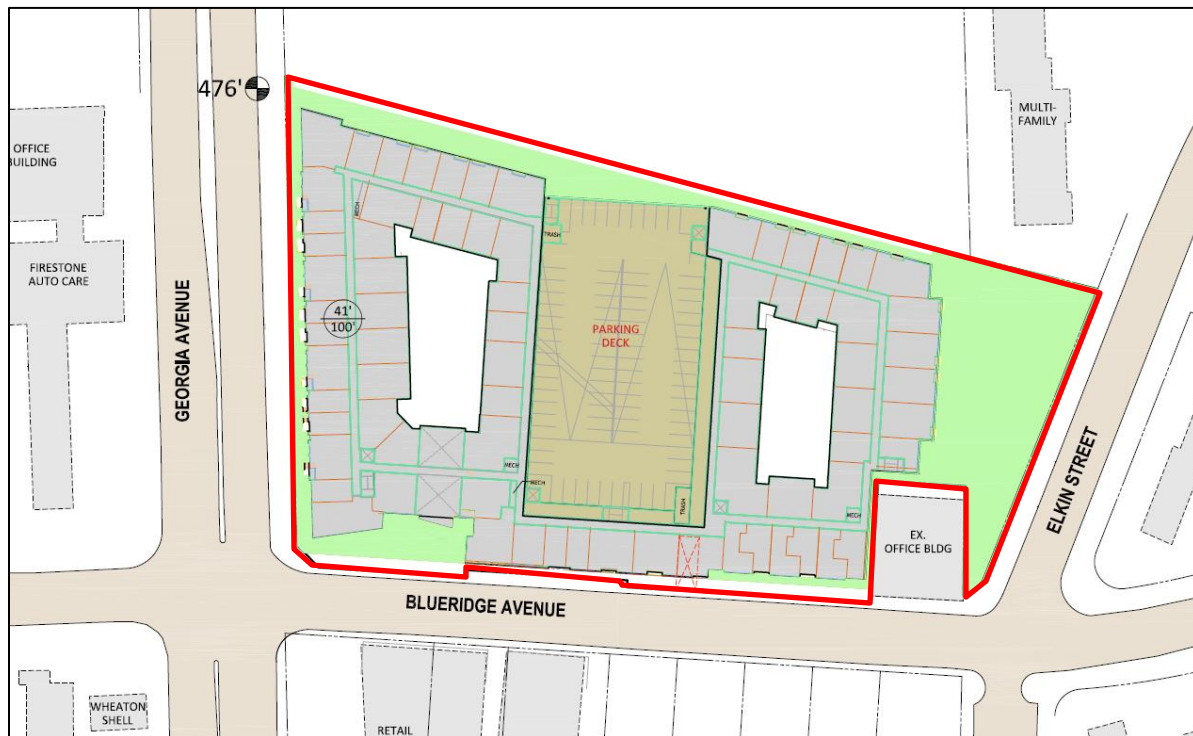 476'
MULTI-
FAMILY
OFFICE
BUILDING
MECH
TRASH
FIRESTONE
AUTO CARE
41'
100'
PARKING
DECK
GEORGIA AVENUE
ELKIN STREET
MECH
MECH
TRASH
MECH
EX.
OFFICE BLDG
BLUERIDGE AVENUE
WHEATON
SHELL
RETAIL